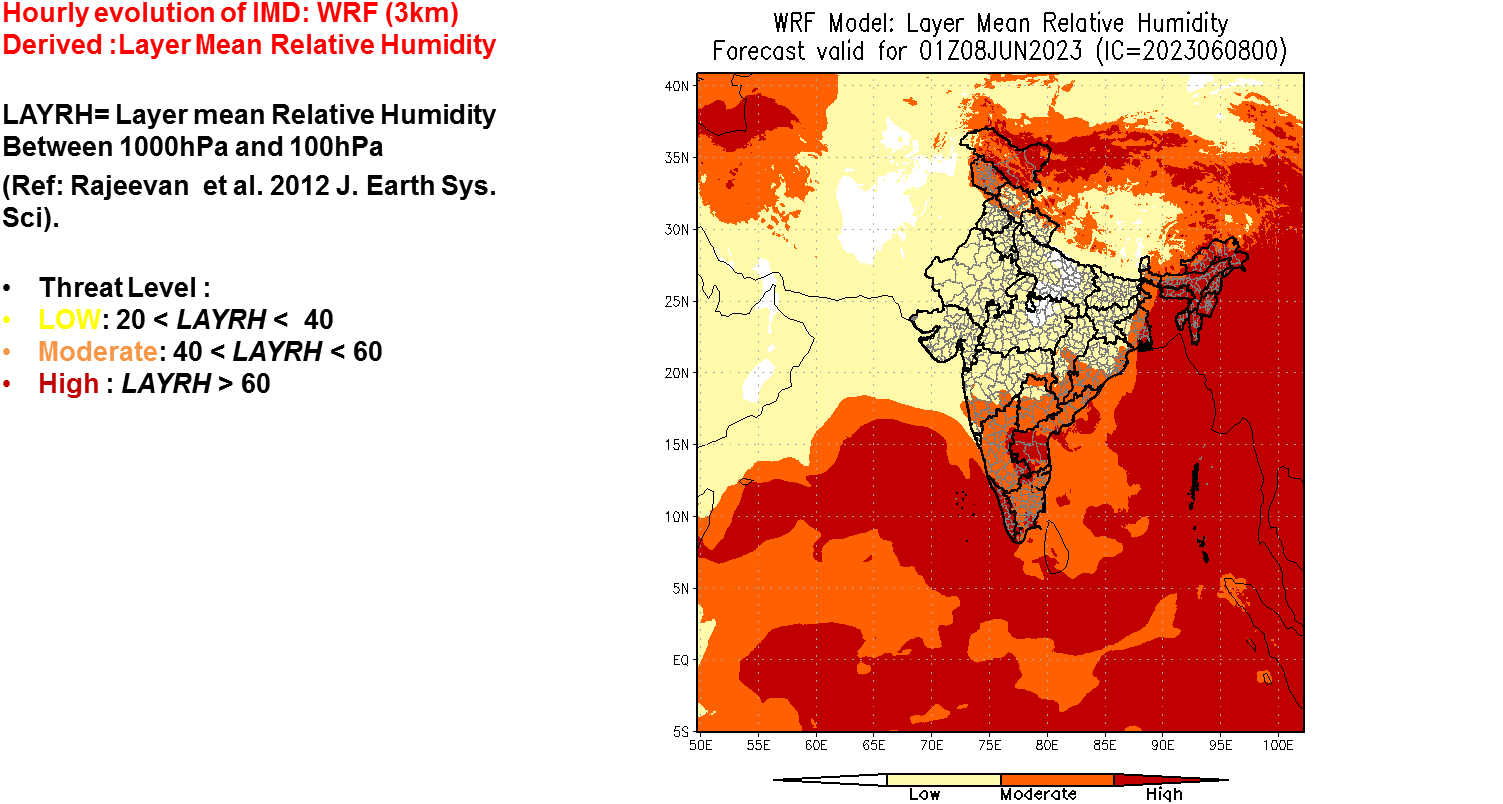 Hourly evolution of IMD: WRF (3km)
Derived :Layer Mean Relative Humidity
LAYRH= Layer mean Relative Humidity
Between 1000hPa and 100hPa
(Ref: Rajeevan et al. 2012 J. Earth Sys.
Sci).
• Threat Level :
• LOW: 20 < LAYRH < 40
• Moderate: 40 < LAYRH < 60
• High : LAYRH > 60
WRF Model: Layer Mean Relative Humidity
Forecast valid for 01Z08JUN2023 (IC=2023060800)
40N
35N
30N
25N
20N
15N
10N
5N
EQ
5S
50E 55E 60E 65E 70E 75E 80E 85E 90E 95E 100E
Low Moderate High